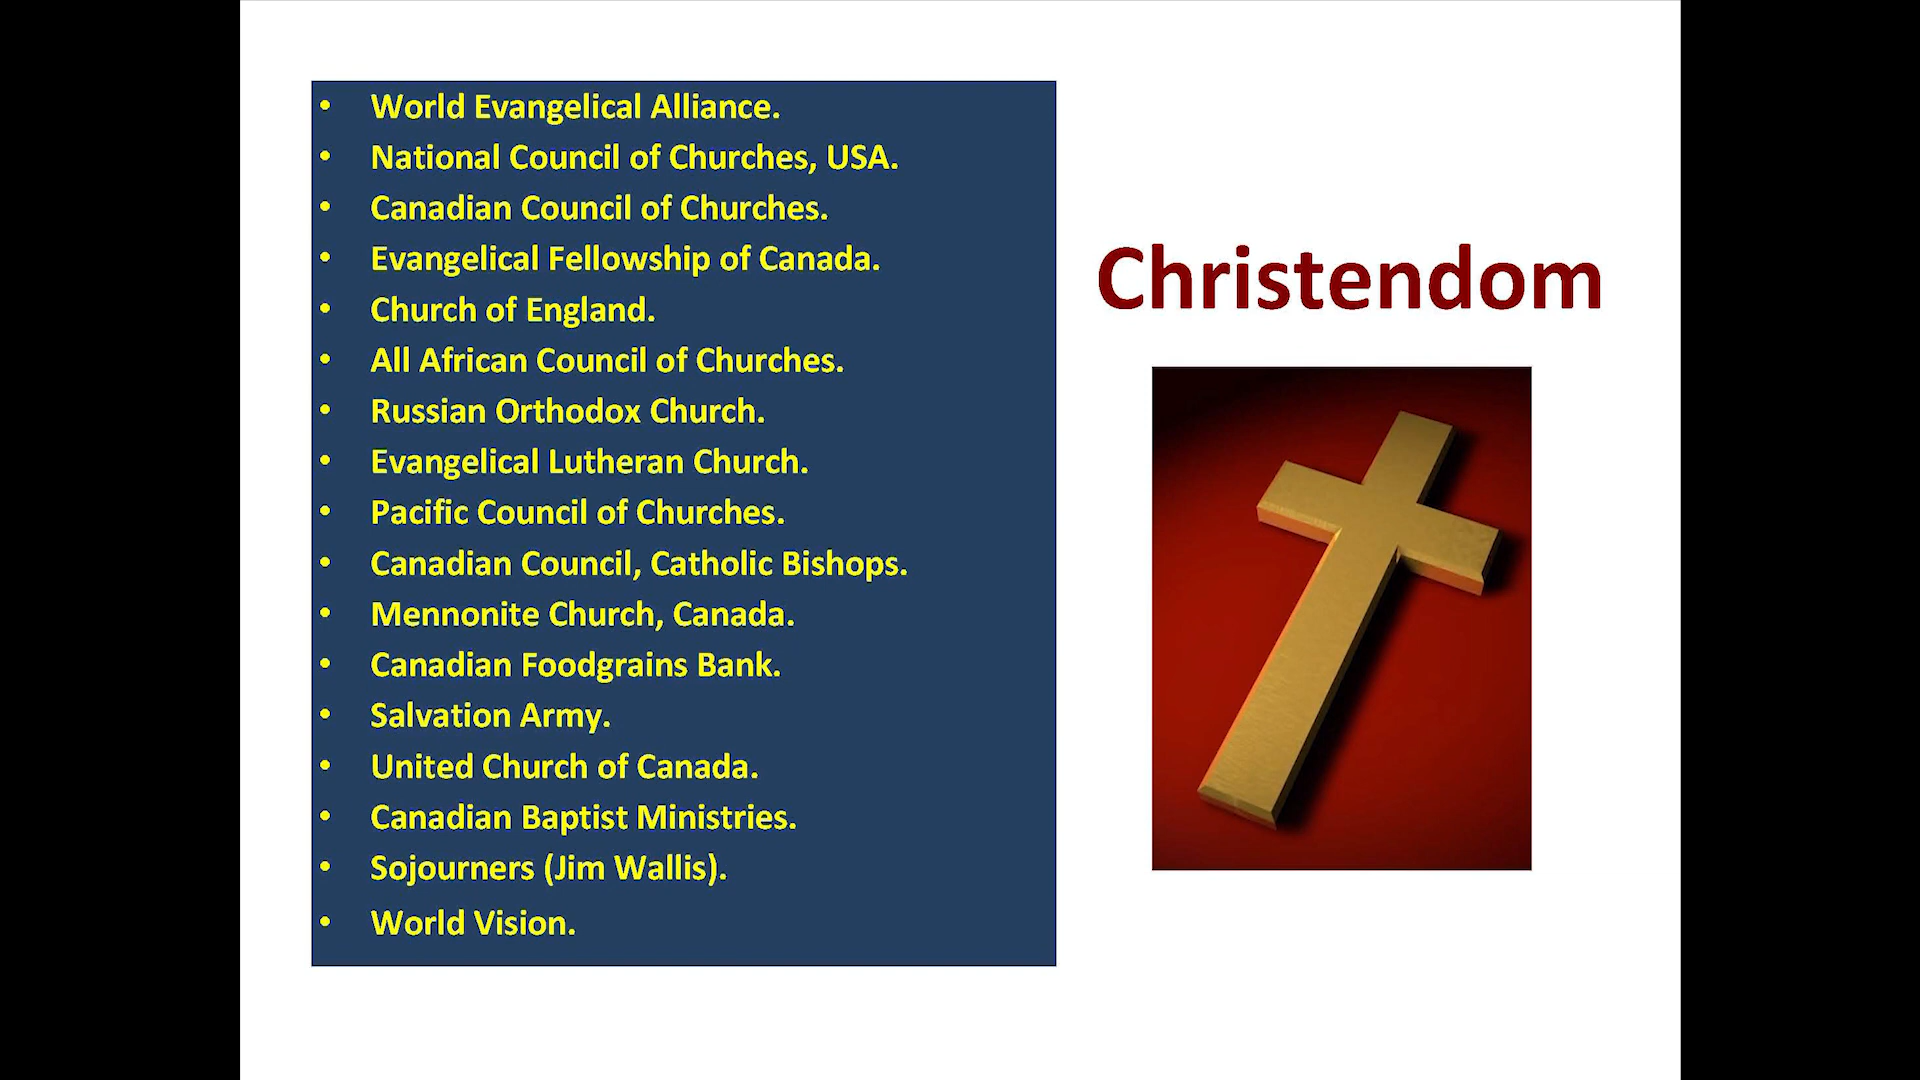 • World Evangelical Alliance.
• National Council of Churches, USA.
• Canadian Council of Churches.
• Evangelical Fellowship of Canada.
• Church of England.
• All African Council of Churches.
• Russian Orthodox Church.
• Evangelical Lutheran Church.
• Pacific Council of Churches.
• Canadian Council, Catholic Bishops.
• Mennonite Church, Canada.
• Canadian Foodgrains Bank.
• Salvation Army.
• United Church of Canada.
• Canadian Baptist Ministries.
• Sojourners (Jim Wallis).
• World Vision.
Christendom